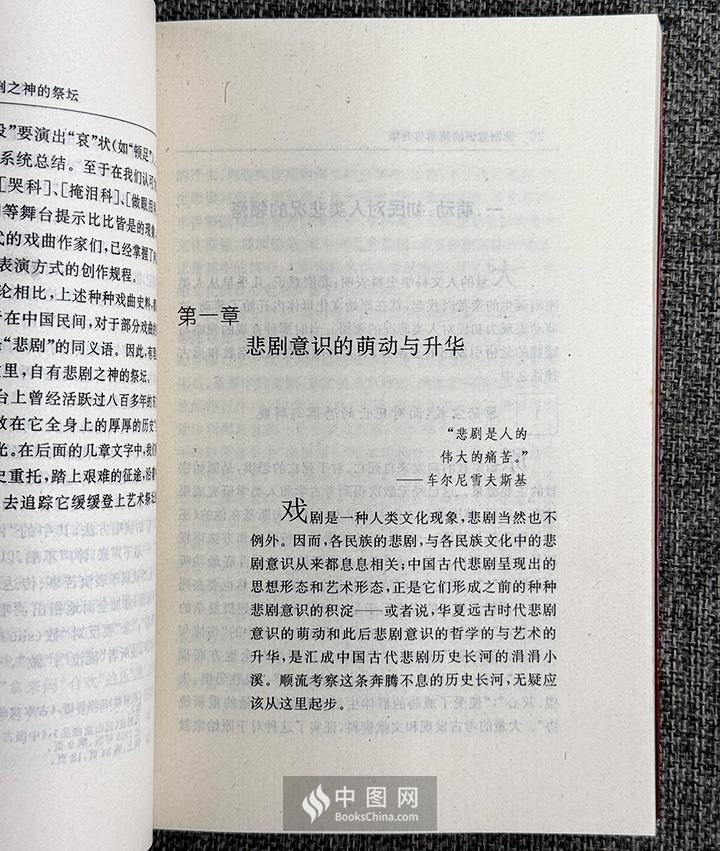 之神的祭坛
”要演出“哀”状(如“顿足”
系统总结。至于在我们认可
[哭科]、[掩泪科]、[做
等舞台提示比比皆是的现
式的戏曲作家们,已经掌握了
表演方式的创作规程。
论相比,上述种种戏曲史料,
在中国民间,对于部分戏曲
“悲剧”的同义语。因此,有
里,自有悲剧之神的祭坛。
台上曾经活跃过八百多年的
放在它全身上的厚厚的历史
光。在后面的几章文字中,我
史重托,踏上艰难的征途,沿
去追踪它缓缓登上艺术祭
第一章
悲剧意识的萌动与升华
“悲剧是人的
伟大的痛苦。”
——车尔尼雪夫斯基
戏剧是一种人类文化现象,悲剧当然也不
例外。因而,各民族的悲剧,与各民族文化中的悲
剧意识从来都息息相关;中国古代悲剧呈现出的
思想形态和艺术形态,正是它们形成之前的种种
悲剧意识的积淀——或者说,华夏远古时代悲剧
意识的萌动和此后悲剧意识的哲学的与艺术的
升华,是汇成中国古代悲剧历史长河的涓涓小
溪。顺流考察这条奔腾不息的历史长河,无疑应
该从这里起步。
中图网
BooksChina.com